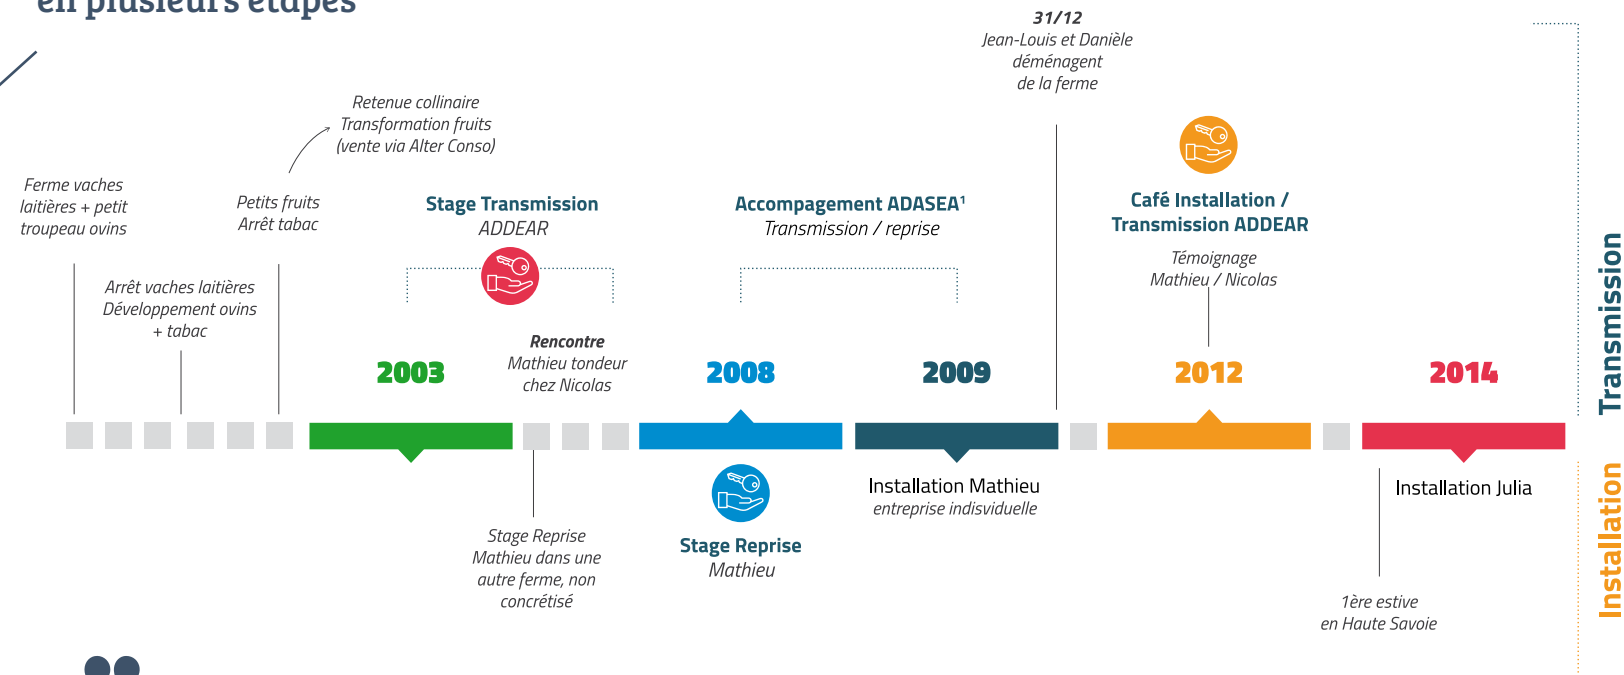 en plusieurs étapes
31/12
Jean-Louis et Danièle
déménagent
de la ferme
Retenue collinaire
Transformation fruits
(vente via Alter Conso)
Ferme vaches
laitières + petit
troupeau ovins
Petits fruits
Arrêt tabac
Arrêt vaches laitières
Développement ovins
+ tabac
Stage Transmission
ADDEAR
Accompagement ADASEA¹
Transmission / reprise
Café Installation /
Transmission ADDEAR
Témoignage
Mathieu / Nicolas
Rencontre
Mathieu tondeur
chez Nicolas
2003
2008
2009
2012
2014
Stage Reprise
Mathieu dans une
autre ferme, non
concrétisé
Stage Reprise
Mathieu
Installation Mathieu
entreprise indisviduelle
Installation Julia
1ère estive
en Haute Savoie
Transmission
Installation